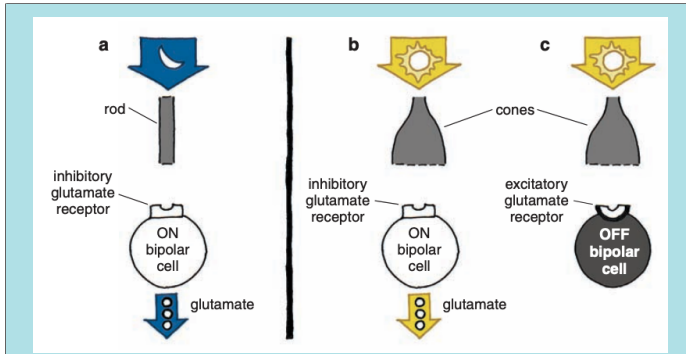 a
b
c
rod
cones
inhibitory
glutamate
receptor
inhibitory
glutamate
receptor
excitatory
glutamate
receptor
ON
bipolar
cell
ON
bipolar
cell
OFF
bipolar
cell
glutamate
glutamate